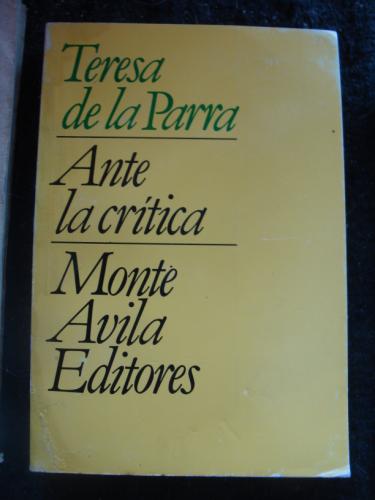 Teresa
de la Parra
Ante
la crítica
Monte
Avila
Editores